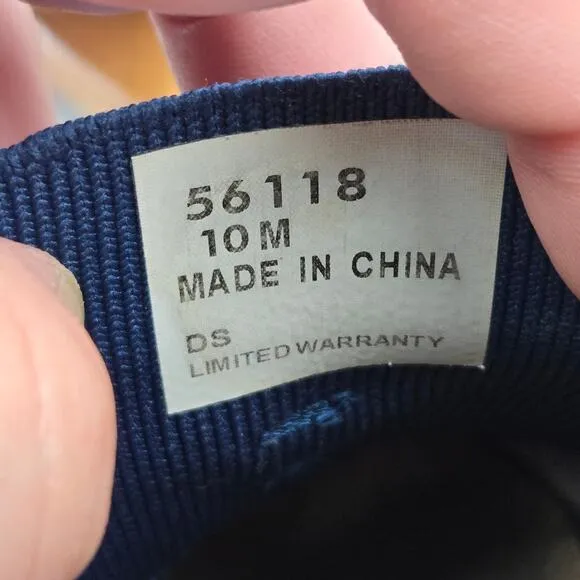 56118
10 M
MADE IN CHINA
DS
LIMITED WARRANTY